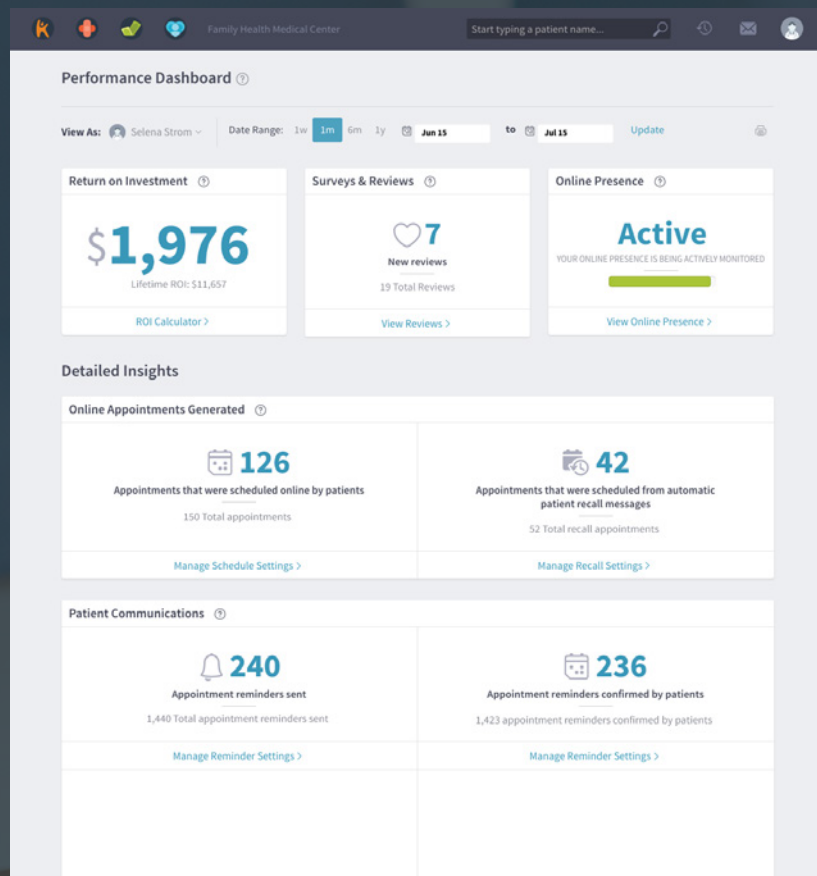 Family Health Medical Center
Start typing a patient name...
Performance Dashboard ?
View As: Selena Strom Date Range: 1w 1m 6m 1y Jun 15 to Jul 15 Update
Return on Investment ?
$1,976
Lifetime ROI: $11,657
ROI Calculator >
Surveys & Reviews ?
7
New reviews
19 Total Reviews
View Reviews >
Online Presence ?
Active
YOUR ONLINE PRESENCE IS BEING ACTIVELY MONITORED
View Online Presence >
Detailed Insights
Online Appointments Generated ?
126
Appointments that were scheduled online by patients
150 Total appointments
Manage Schedule Settings >
42
Appointments that were scheduled from automatic
patient recall messages
52 Total recall appointments
Manage Recall Settings >
Patient Communications ?
240
Appointment reminders sent
1,440 Total appointment reminders sent
Manage Reminder Settings >
236
Appointment reminders confirmed by patients
1,423 appointment reminders confirmed by patients
Manage Reminder Settings >